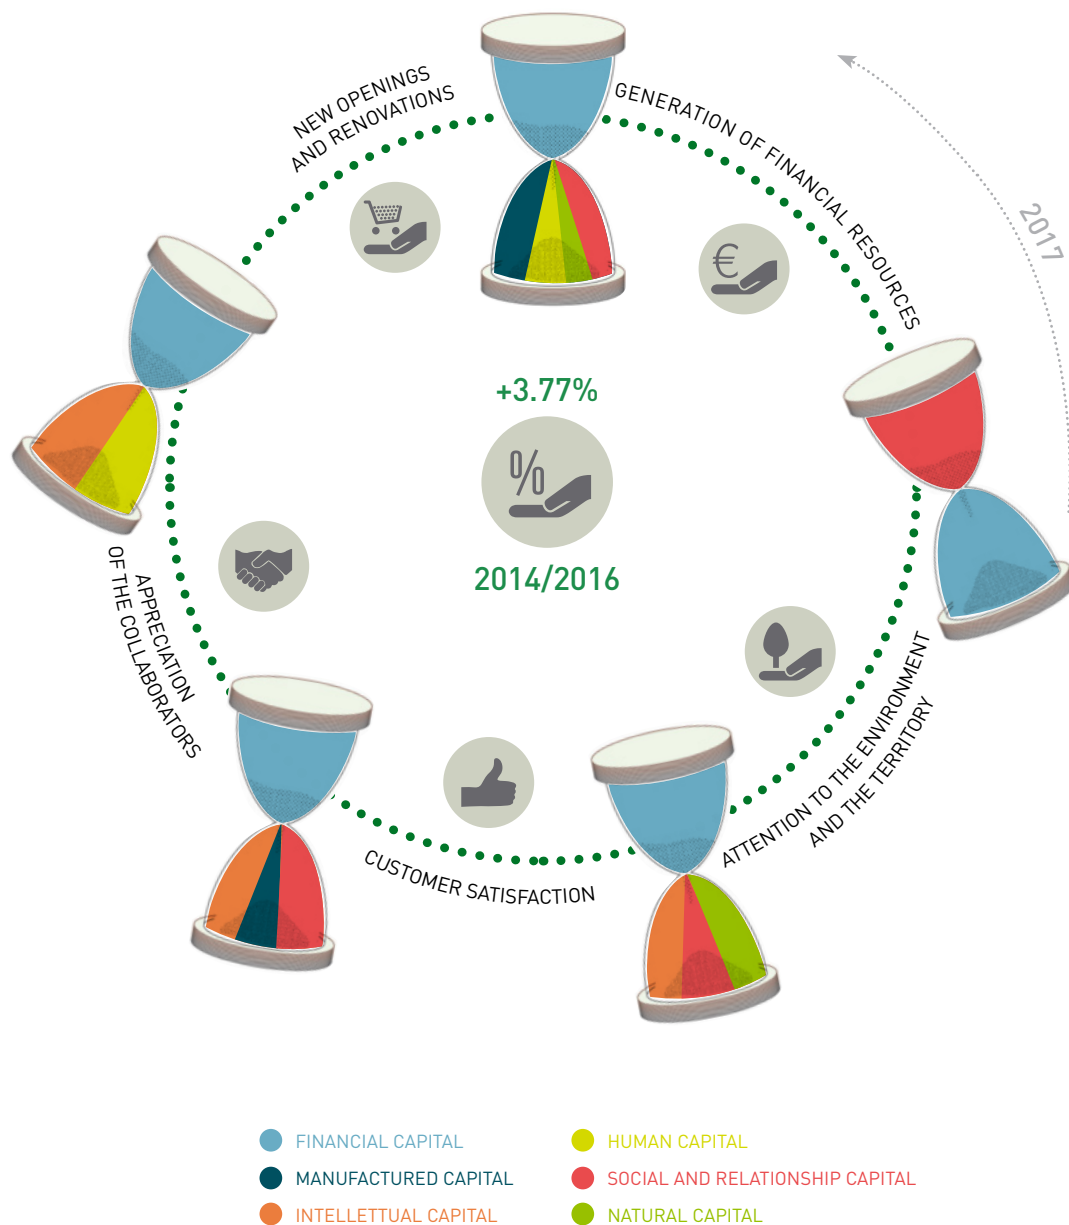 NEW OPENINGS
AND RENOVATIONS
GENERATION OF FINANCIAL RESOURCES
2017
€
+3.77%
%
2014/2016
APPRECIATION
OF THE COLLABORATORS
ATTENTION TO THE ENVIRONMENT
AND THE TERRITORY
CUSTOMER SATISFACTION
FINANCIAL CAPITAL
MANUFACTURED CAPITAL
INTELLETTUAL CAPITAL
HUMAN CAPITAL
SOCIAL AND RELATIONSHIP CAPITAL
NATURAL CAPITAL